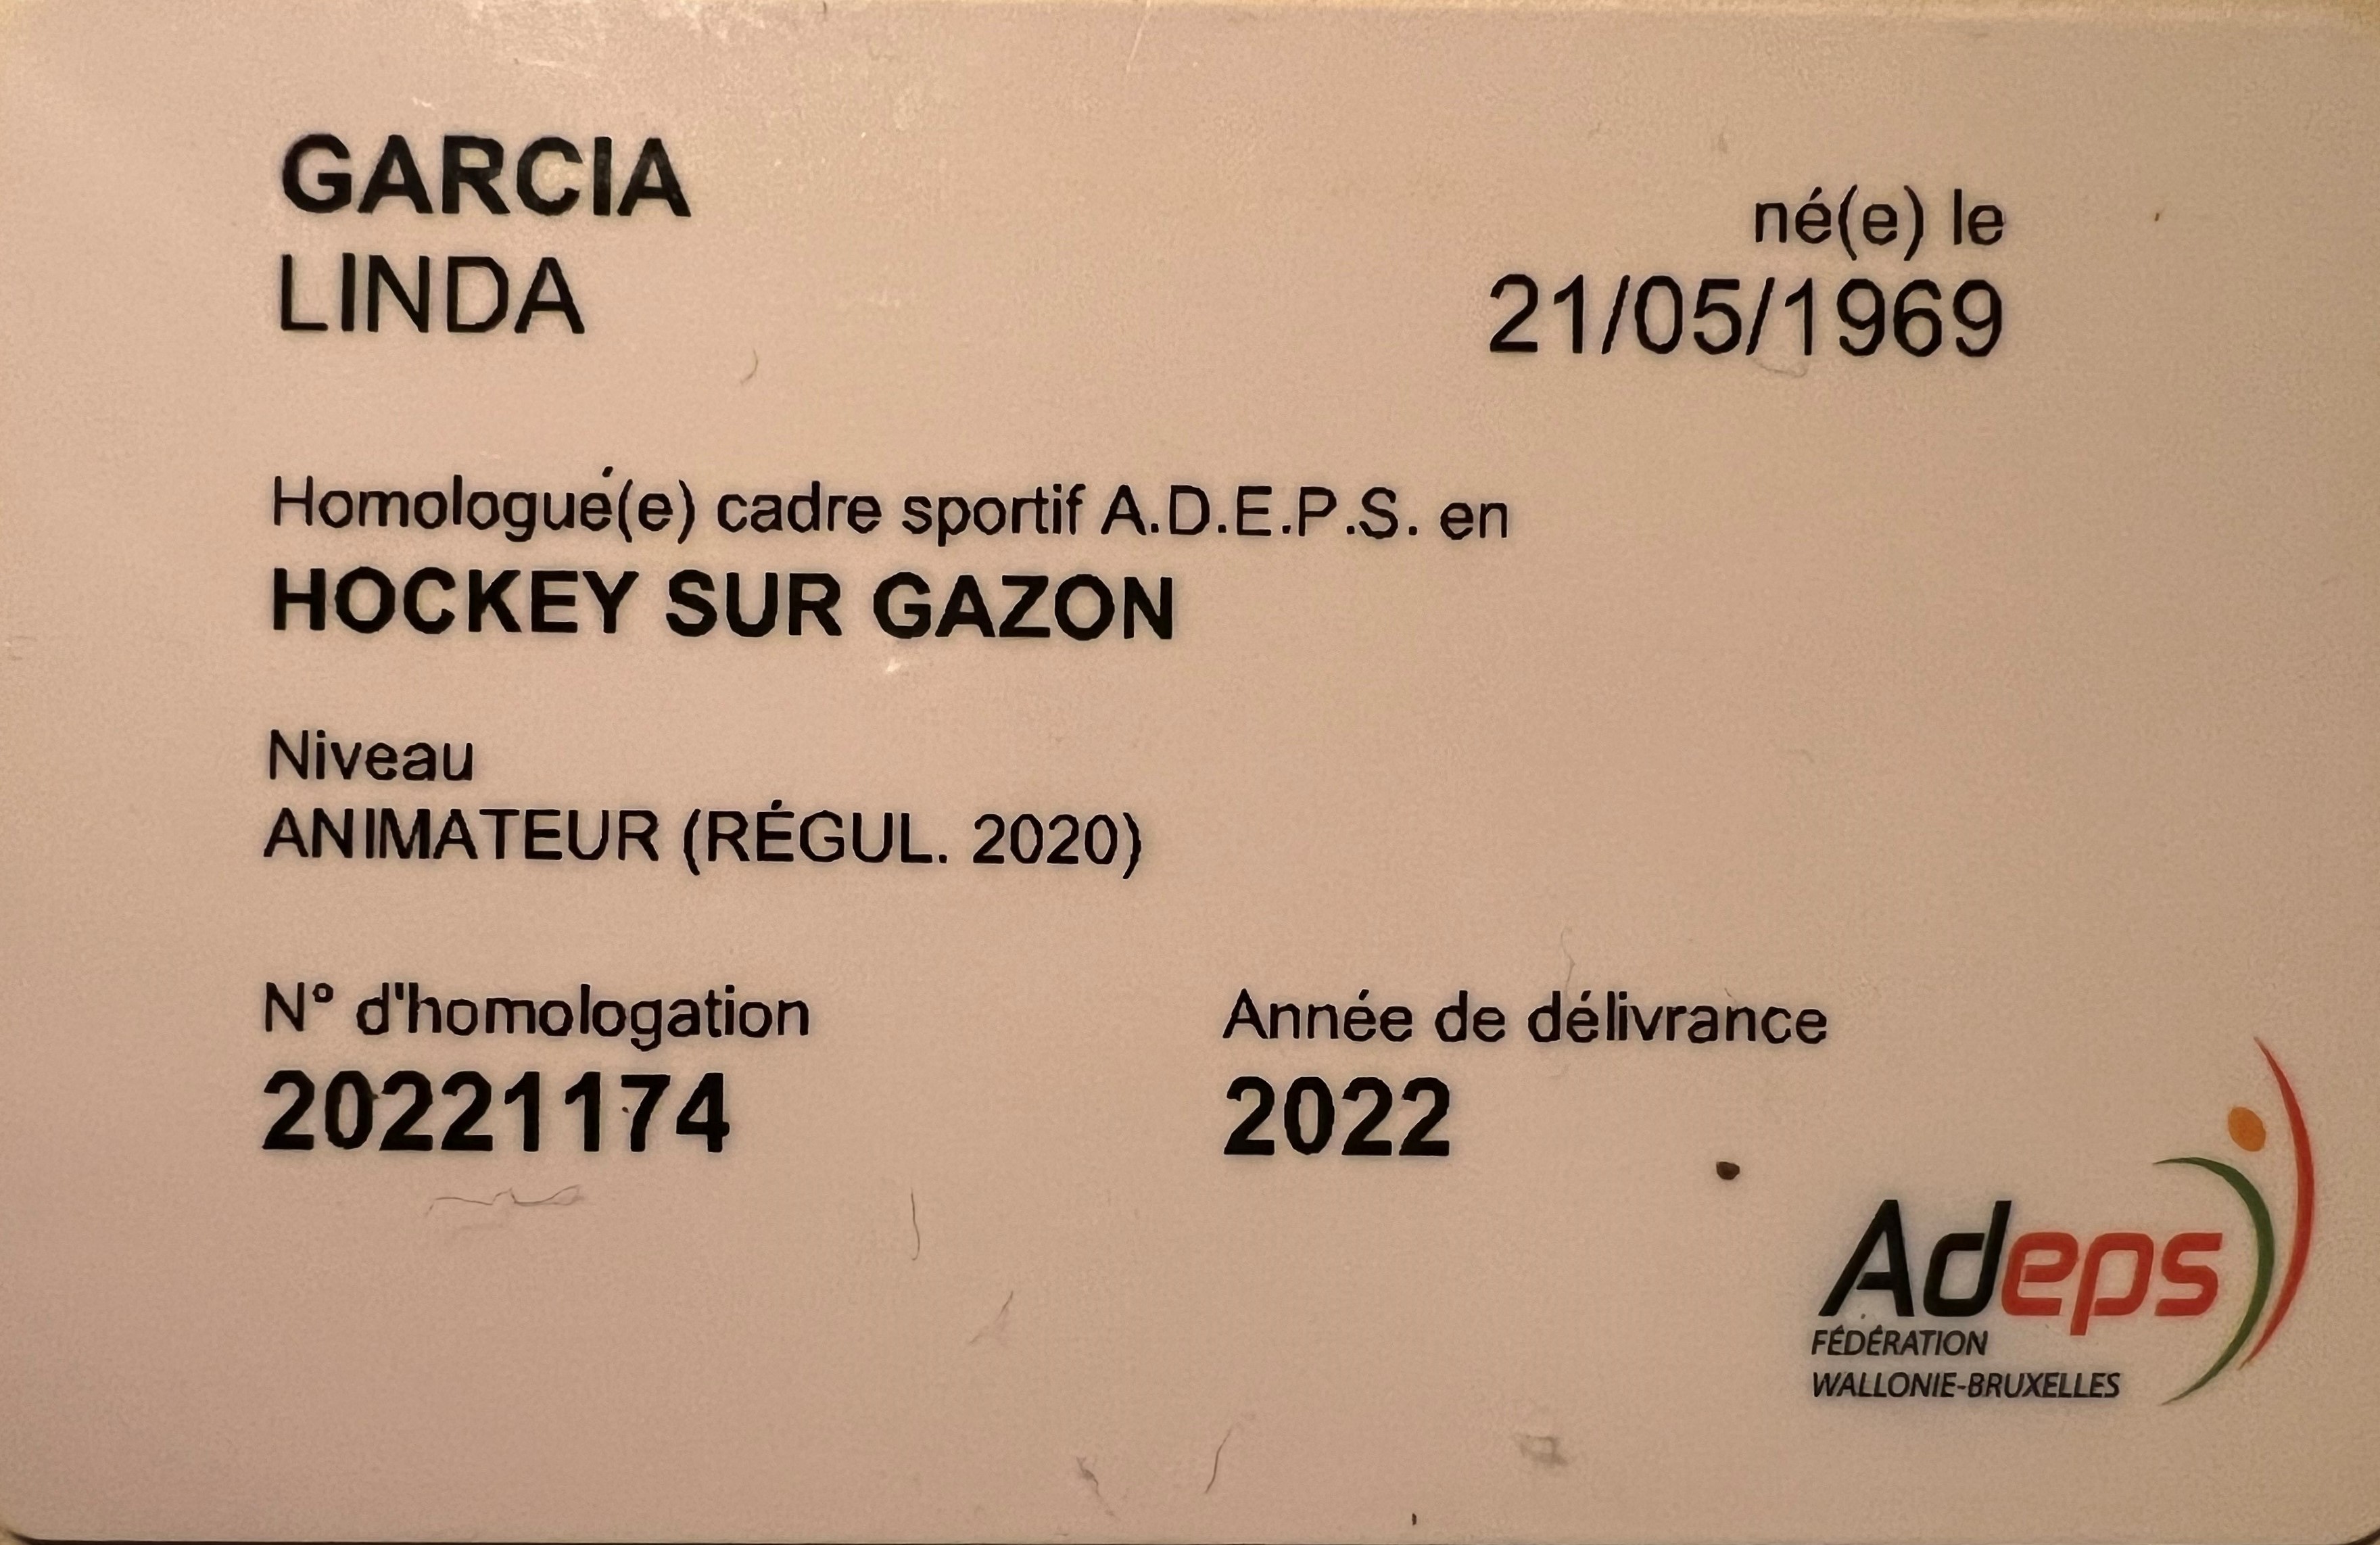 GARCIA
LINDA
né(e) le
21/05/1969
Homologué(e) cadre sportif A.D.E.P.S. en
HOCKEY SUR GAZON
Niveau
ANIMATEUR (RÉGUL. 2020)
N° d'homologation
20221174
Année de délivrance
2022
Adeps
FÉDÉRATION
WALLONIE-BRUXELLES